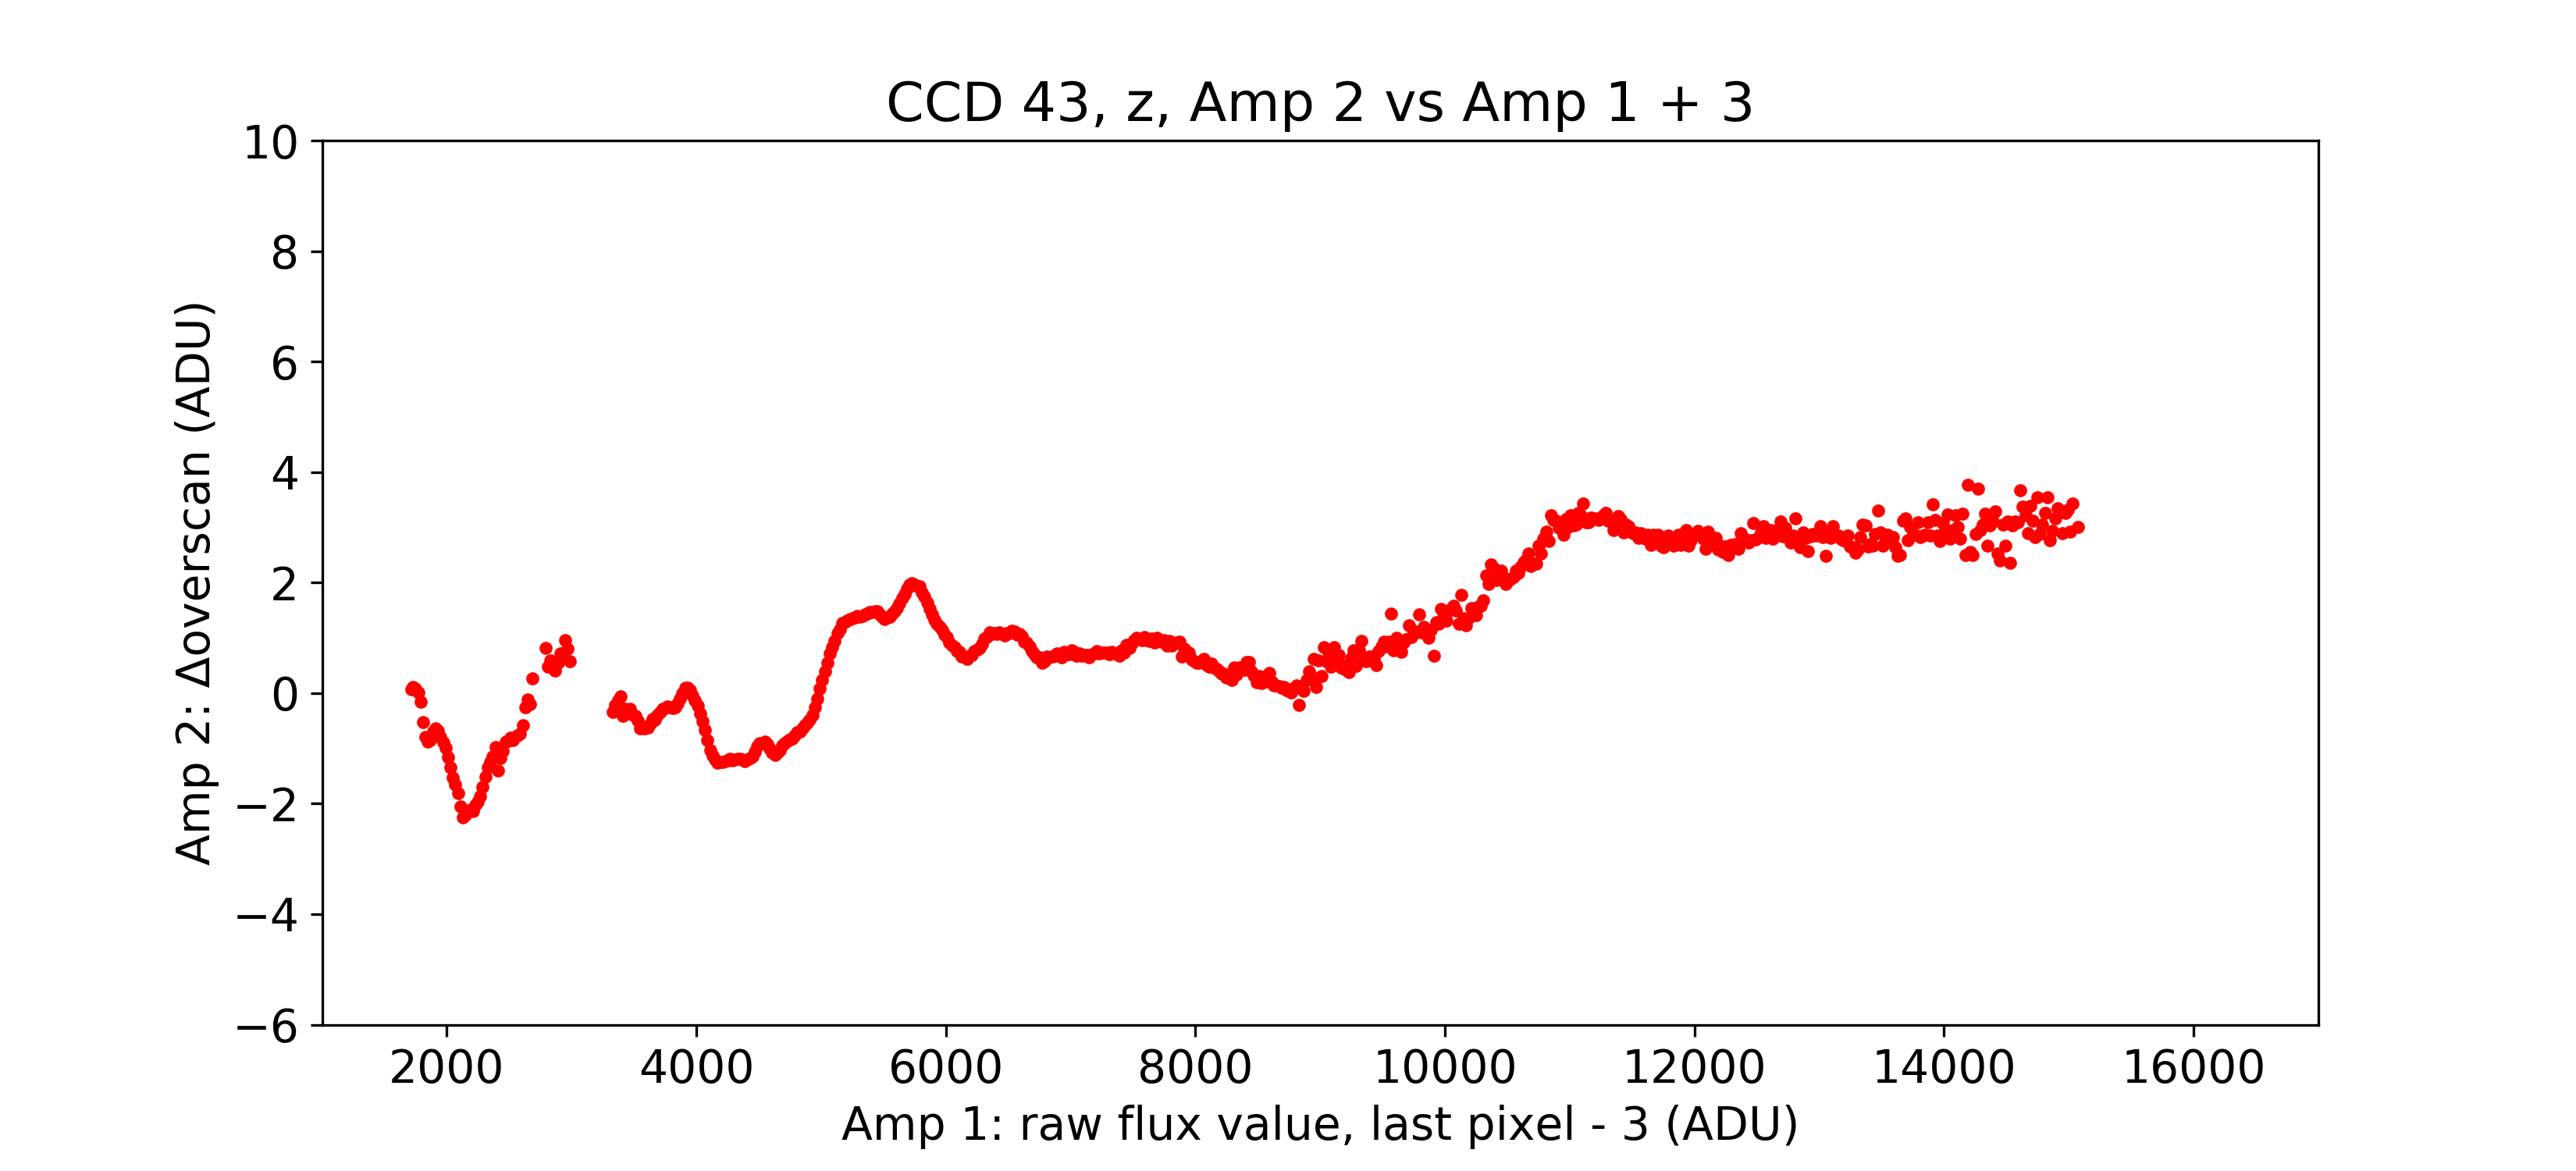 CCD 43, z, Amp 2 vs Amp 1 + 3
10
8
6
4
2
0
−2
−4
−6
Amp 2: Δoverscan (ADU)
2000 4000 6000 8000 10000 12000 14000 16000
Amp 1: raw flux value, last pixel - 3 (ADU)